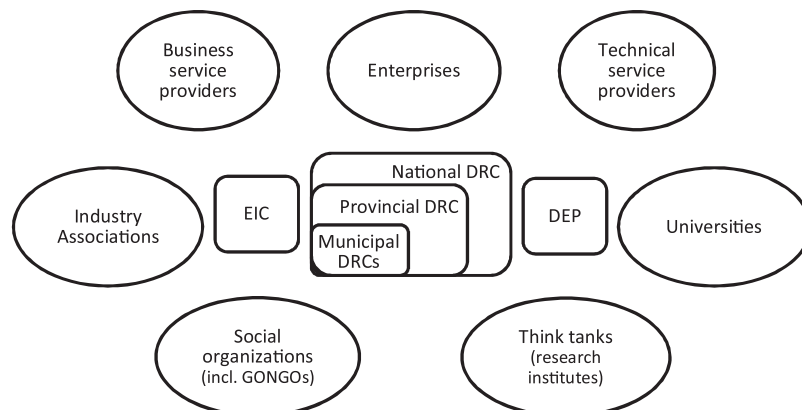 Business
service
providers
Enterprises
Technical
service
providers
Industry
Associations
EIC
National DRC
Provincial DRC
Municipal
DRCs
DEP
Universities
Social
organizations
(incl. GONGOs)
Think tanks
(research
institutes)